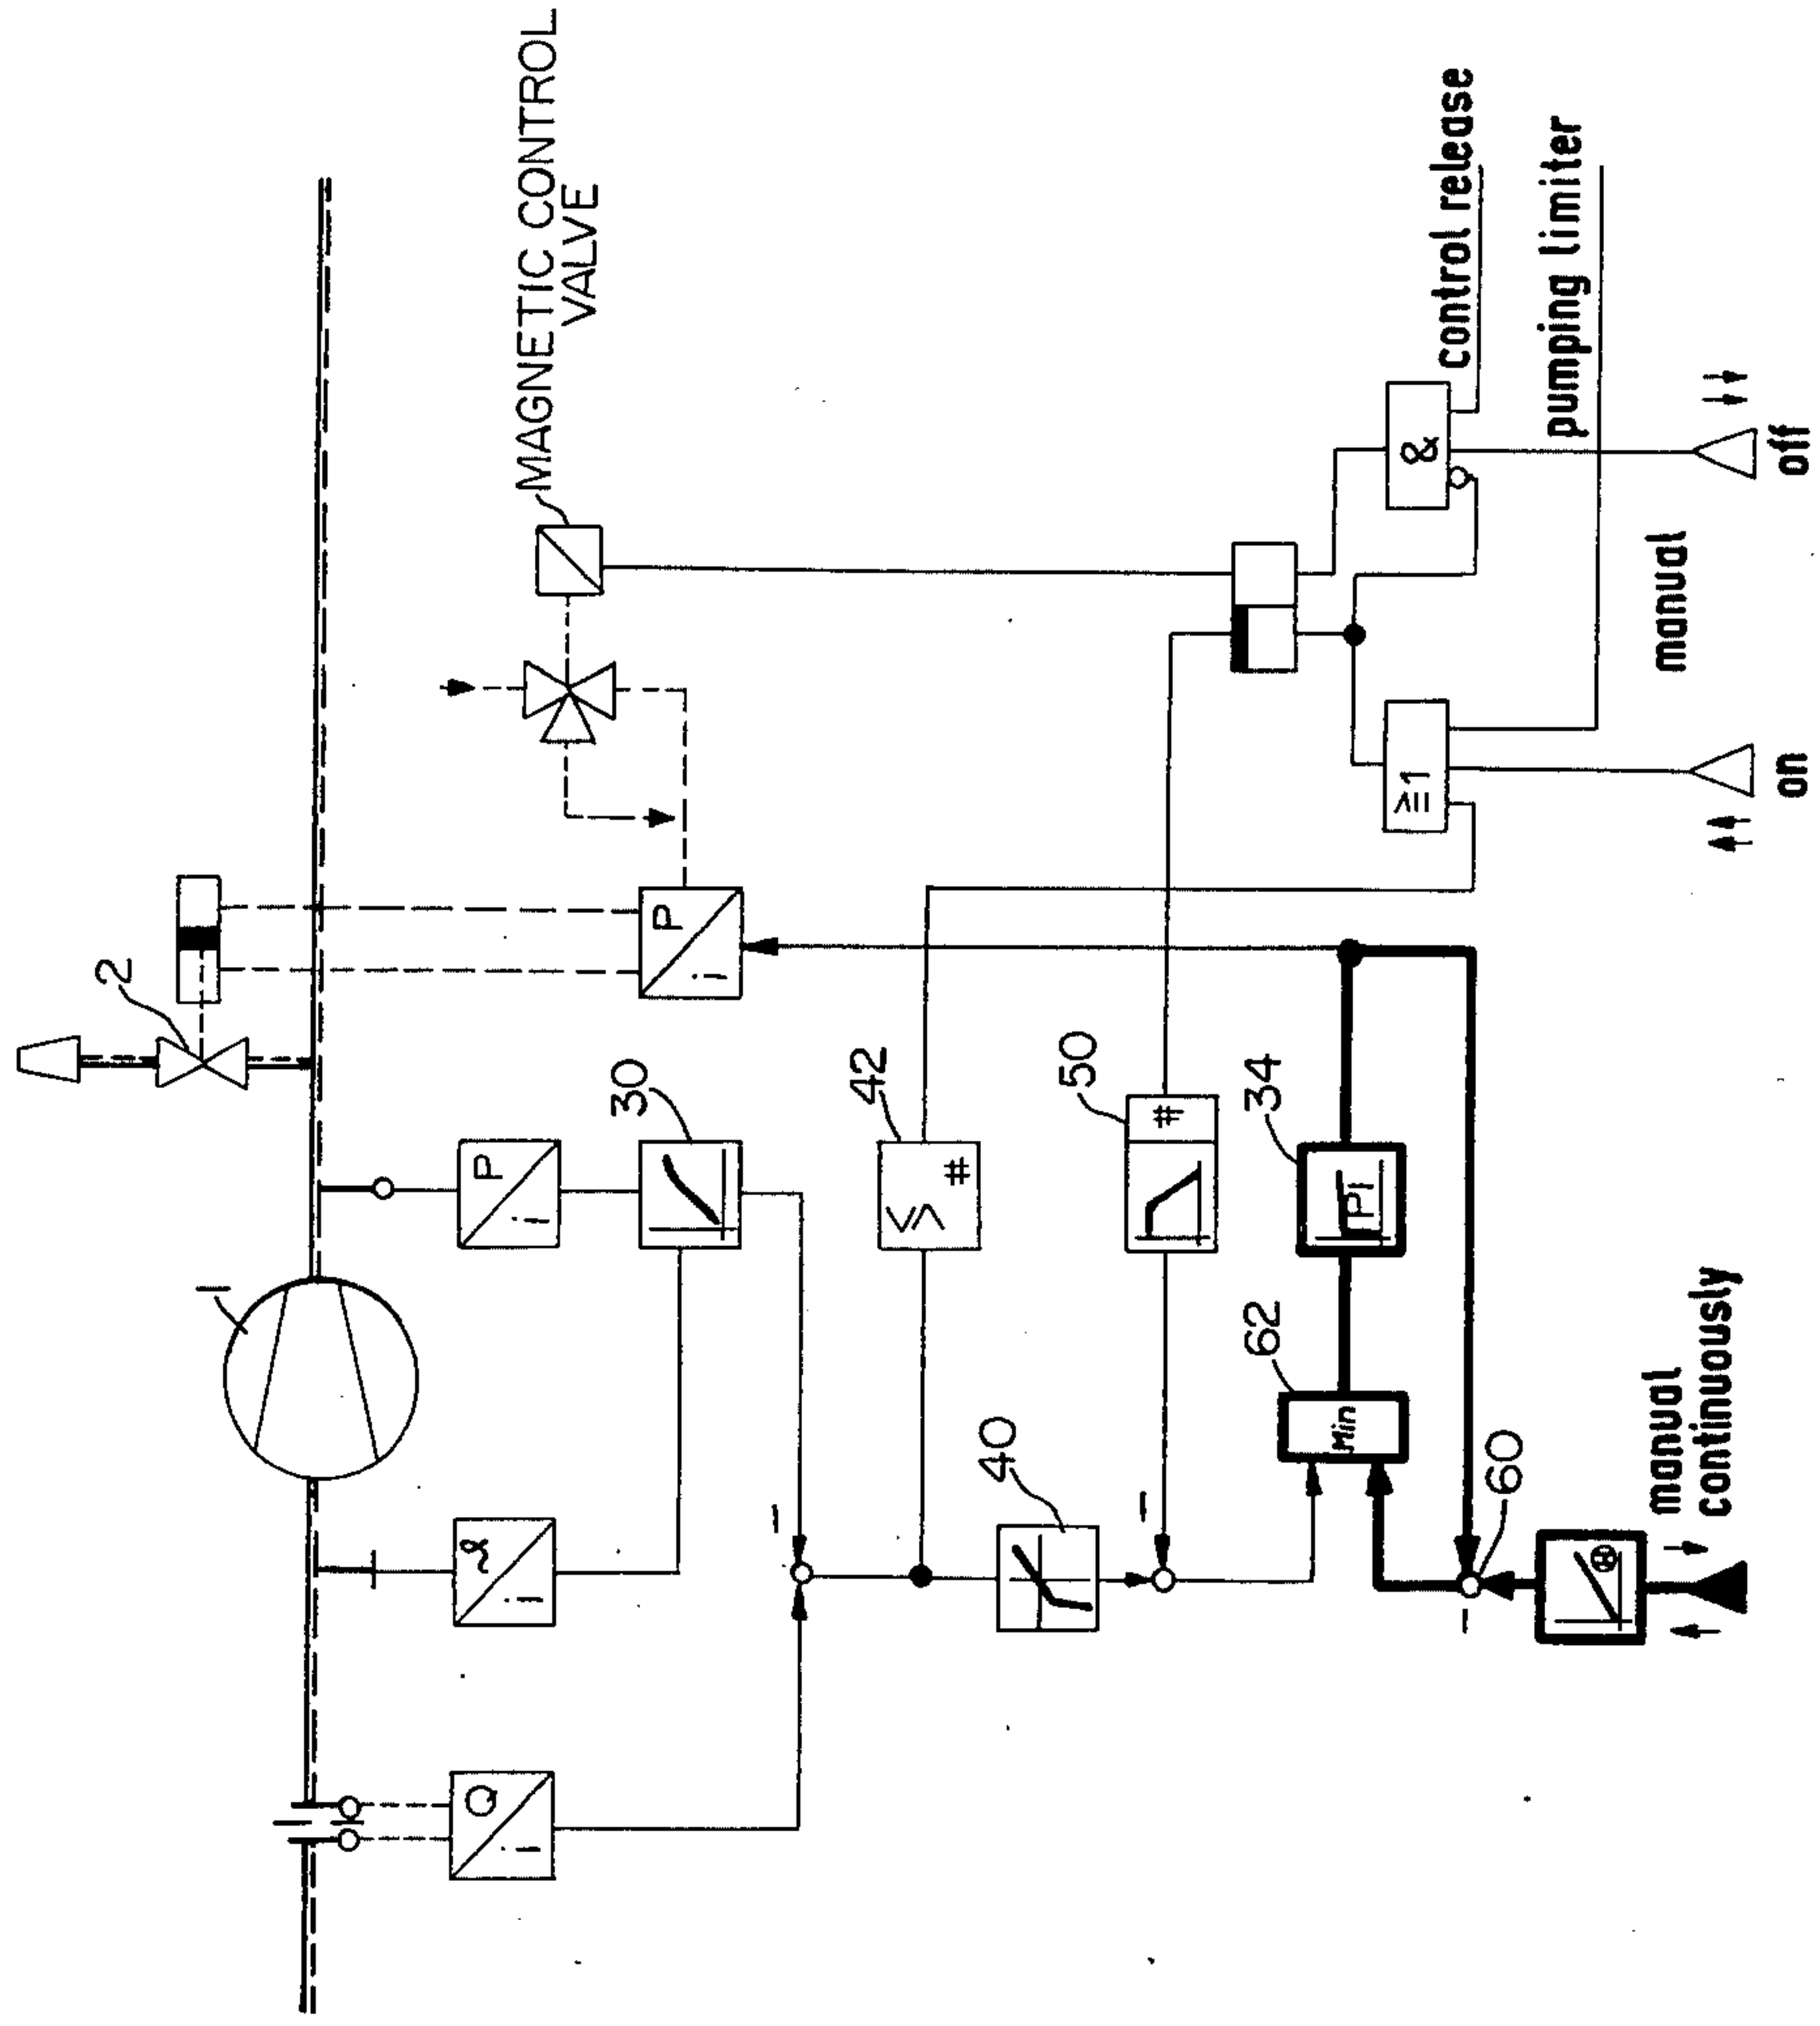 MAGNETIC CONTROL
VALVE
2
1
P
i
30
P
i
ϑ
i
Q
i
42
≷
#
50
#
40
34
PI
62
Min
60
&
≥1
control release
pumping limiter
manual
on
off
manual
continuously